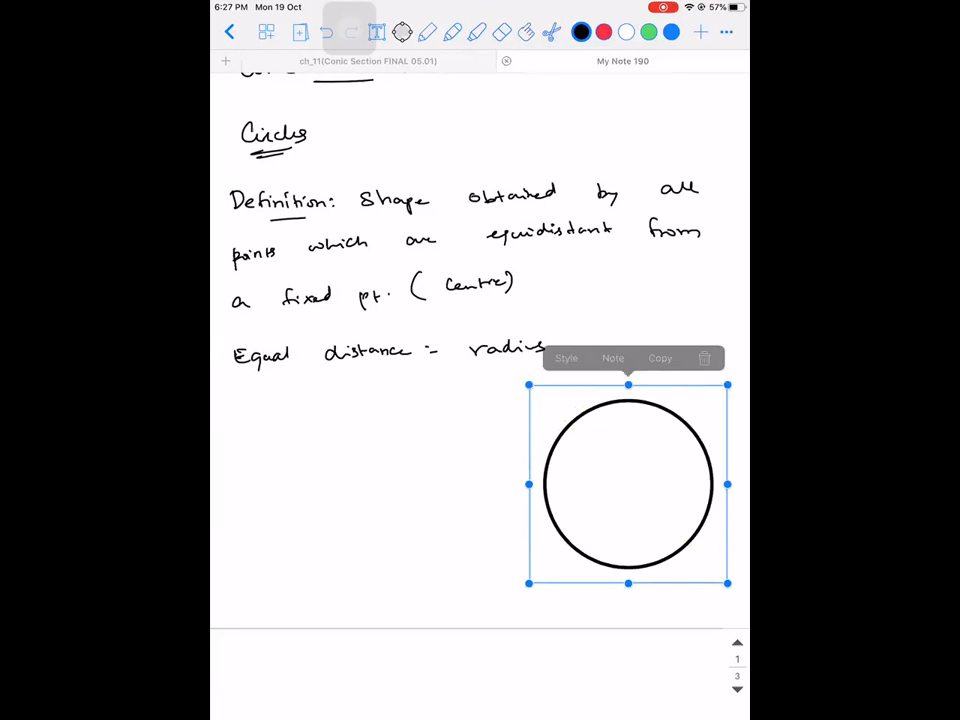 6:27 PM Mon 19 Oct 57%
ch_11(Conic Section FINAL 05.01) My Note 190
Circles
Definition: Shape obtained by all
points which are equidistant from
a fixed pt. (centre)
Equal distance = radius
Style Note Copy
1
3